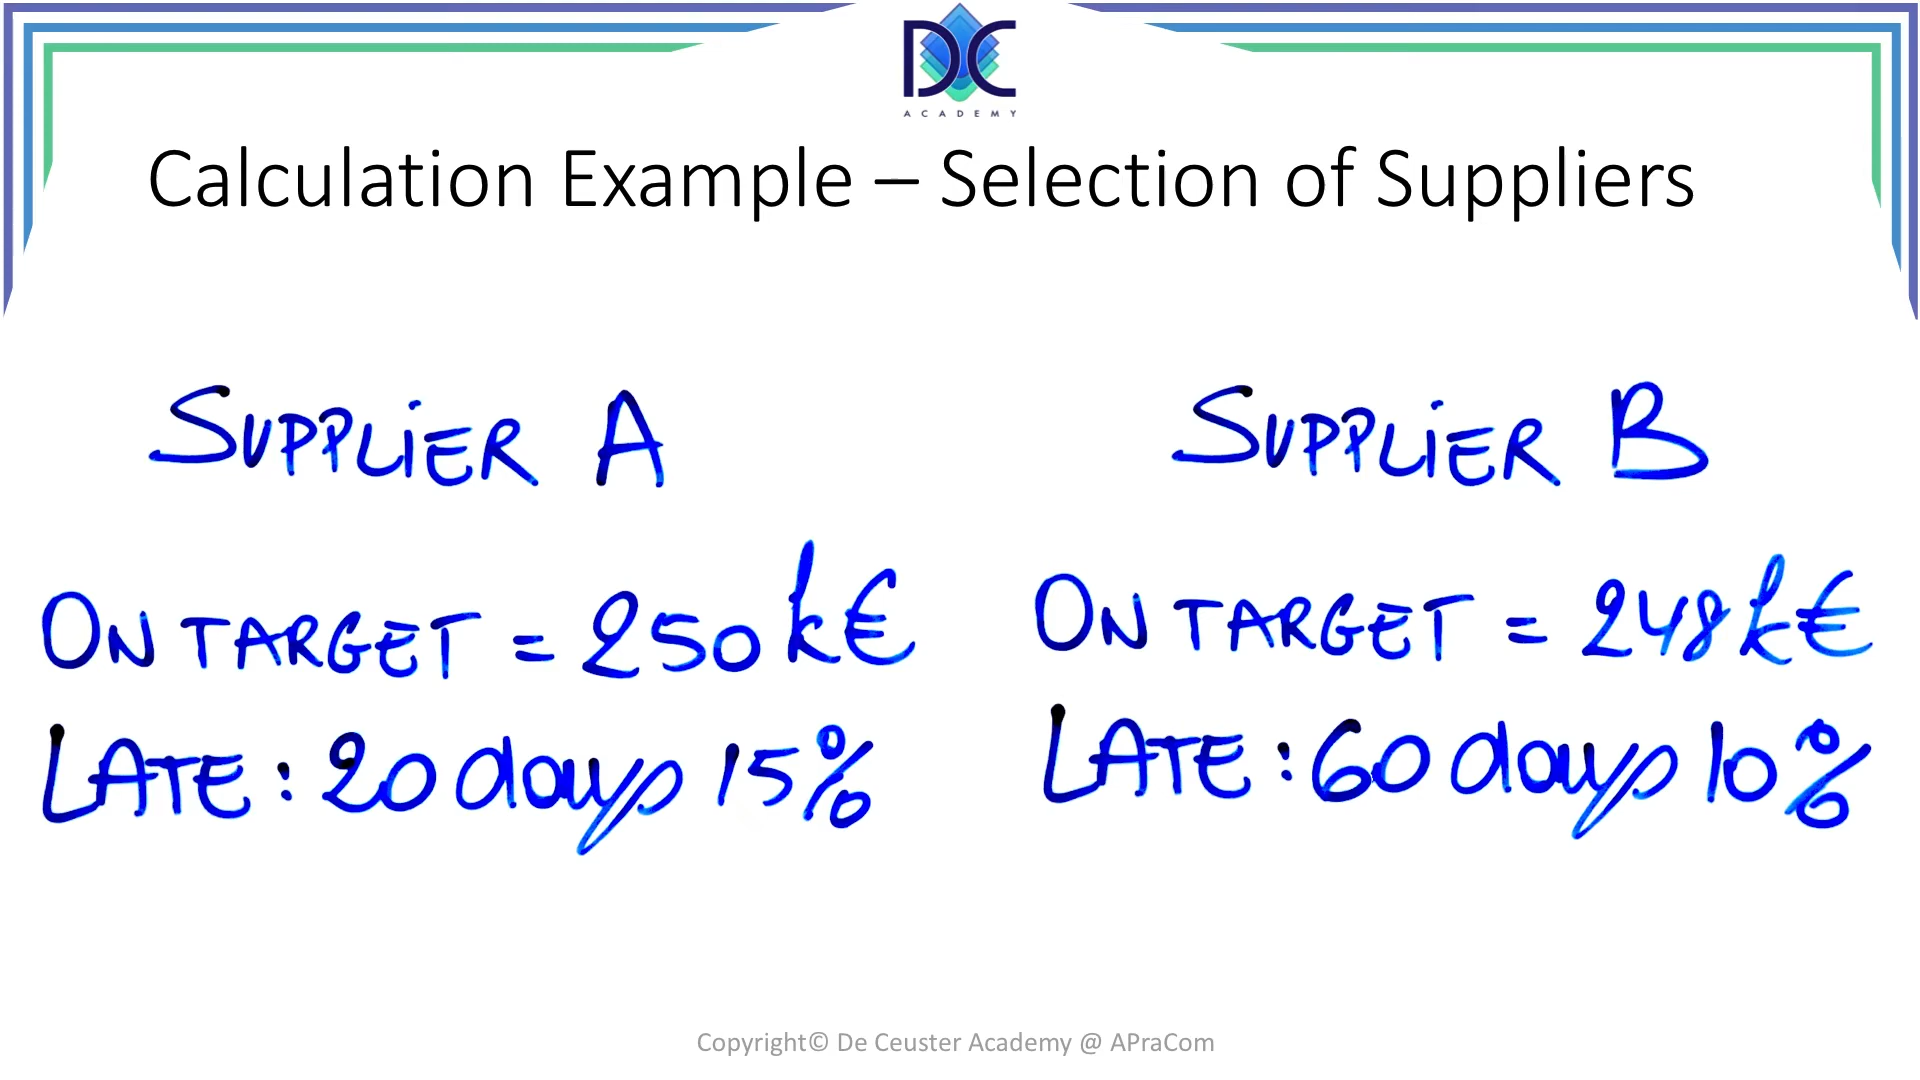 DC
ACADEMY
Calculation Example – Selection of Suppliers
SUPPLiER A
ON TARGET = 250 k€
LATE : 20 days 15%
SUPPLiER B
ON TARGET = 248 k€
LATE : 60 days 10%
Copyright© De Ceuster Academy @ APraCom